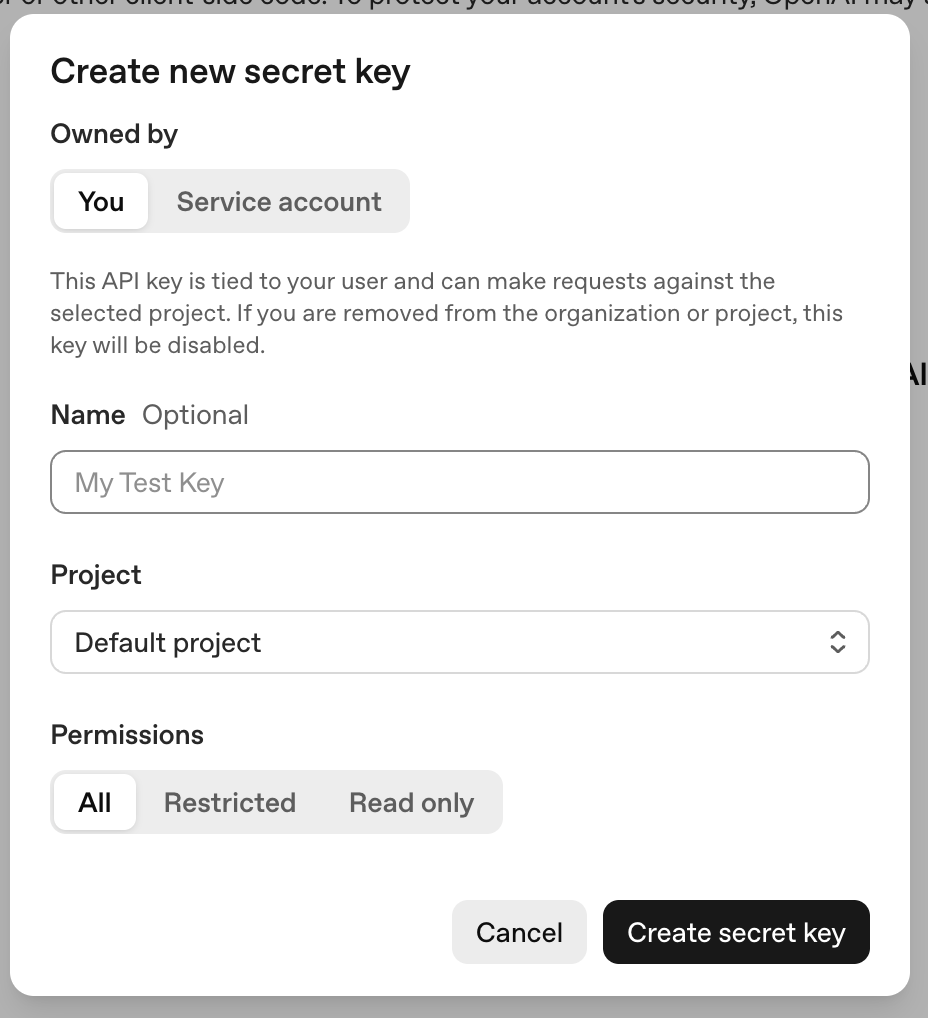 or other client-side code. To protect your account's security, OpenAI may
Create new secret key
Owned by
You Service account
This API key is tied to your user and can make requests against the
selected project. If you are removed from the organization or project, this
key will be disabled.
AI
Name Optional
My Test Key
Project
Default project
Permissions
All Restricted Read only
Cancel Create secret key